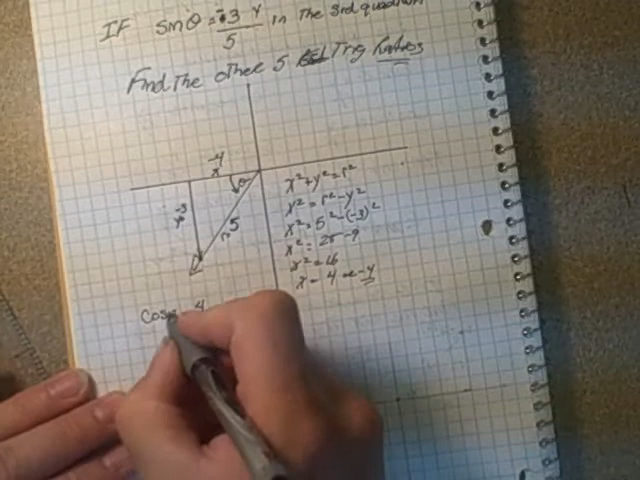 IF Sinθ = -3 y in the 3rd quadrant
5
Find The other 5 Trig Ratios
-4
x
θ
-3
y
r 5
x² + y² = r²
x² = r² - y²
x² = 5² - (-3)²
x² = 25 - 9
x² = 16
x = 4 or -4
Cos 4